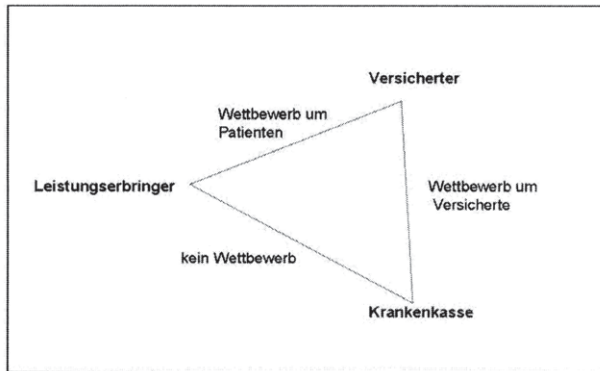 Versicherter
Wettbewerb um
Patienten
Leistungserbringer
Wettbewerb um
Versicherte
kein Wettbewerb
Krankenkasse